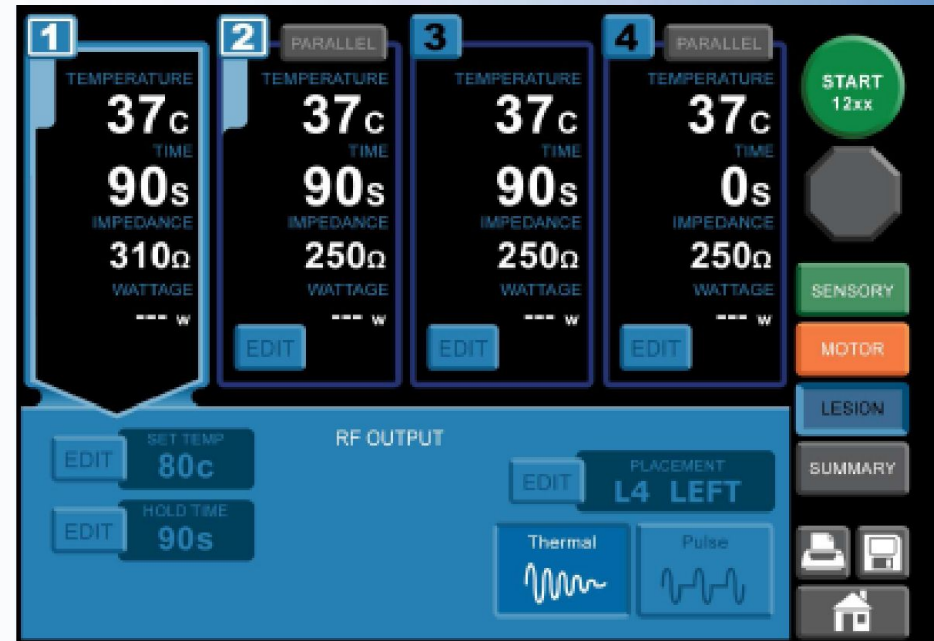 1
TEMPERATURE
37c
TIME
90s
IMPEDANCE
310Ω
WATTAGE
--- w
2
PARALLEL
TEMPERATURE
37c
TIME
90s
IMPEDANCE
250Ω
WATTAGE
--- w
EDIT
3
TEMPERATURE
37c
TIME
90s
IMPEDANCE
250Ω
WATTAGE
--- w
EDIT
4
PARALLEL
TEMPERATURE
37c
TIME
0s
IMPEDANCE
250Ω
WATTAGE
--- w
EDIT
START
12xx
SENSORY
MOTOR
LESION
SUMMARY
RF OUTPUT
EDIT
SET TEMP
80c
EDIT
HOLD TIME
90s
EDIT
PLACEMENT
L4 LEFT
Thermal
Pulse